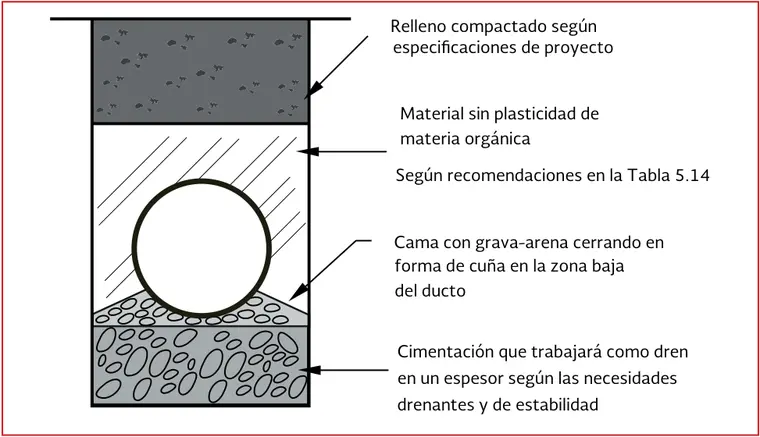 Relleno compactado según
especificaciones de proyecto
Material sin plasticidad de
materia orgánica
Según recomendaciones en la Tabla 5.14
Cama con grava-arena cerrando en
forma de cuña en la zona baja
del ducto
Cimentación que trabajará como dren
en un espesor según las necesidades
drenantes y de estabilidad